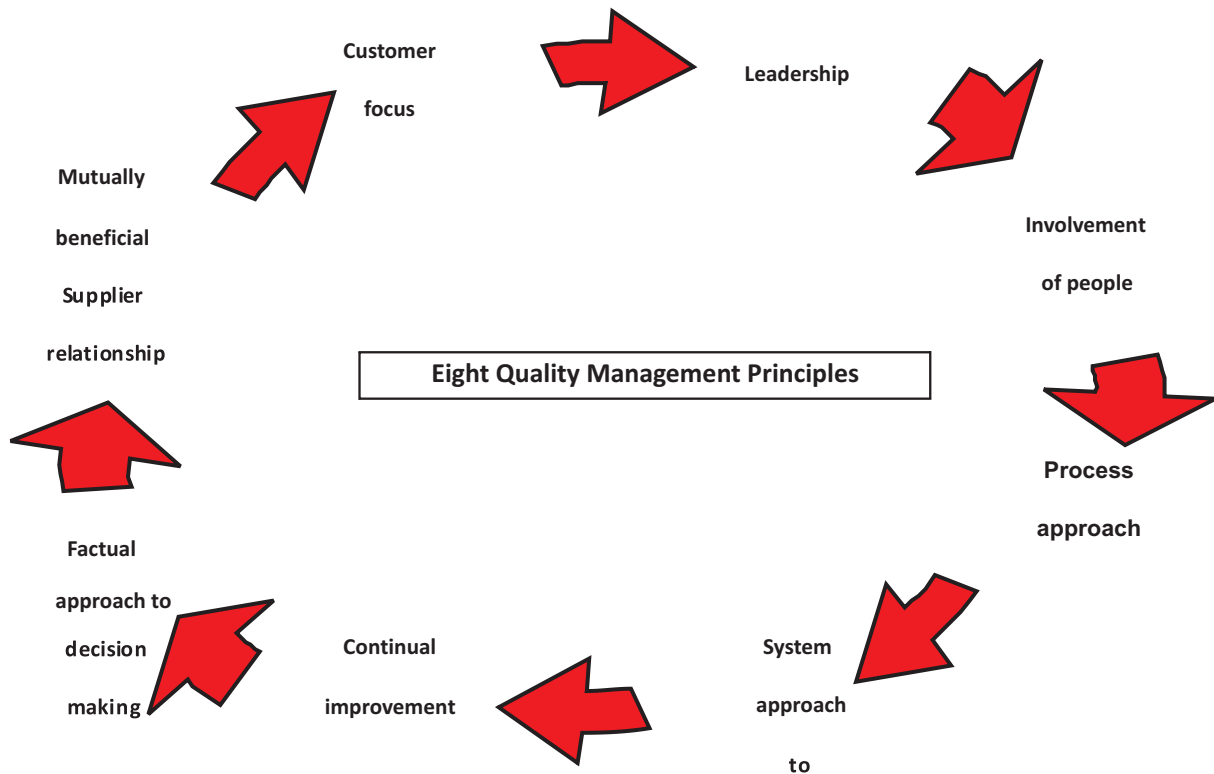 Customer
focus
Leadership
Involvement
of people
Process
approach
System
approach
to
Continual
improvement
Factual
approach to
decision
making
Mutually
beneficial
Supplier
relationship
Eight Quality Management Principles